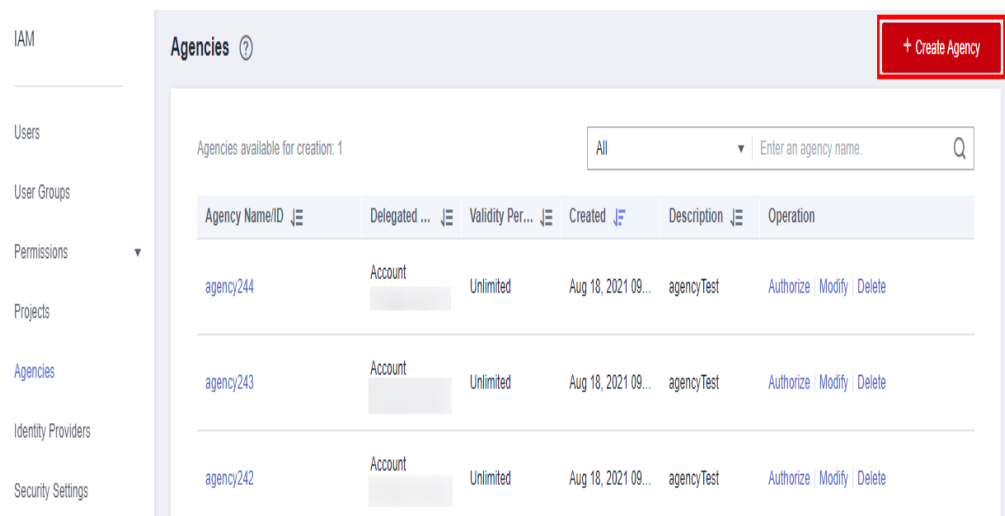 IAM
Users
User Groups
Permissions
Projects
Agencies
Identity Providers
Security Settings
Agencies
+ Create Agency
Agencies available for creation: 1
All
Enter an agency name.
Agency Name/ID Delegated ... Validity Per... Created Description Operation
agency244 Account Unlimited Aug 18, 2021 09... agencyTest Authorize | Modify | Delete
agency243 Account Unlimited Aug 18, 2021 09... agencyTest Authorize | Modify | Delete
agency242 Account Unlimited Aug 18, 2021 09... agencyTest Authorize | Modify | Delete